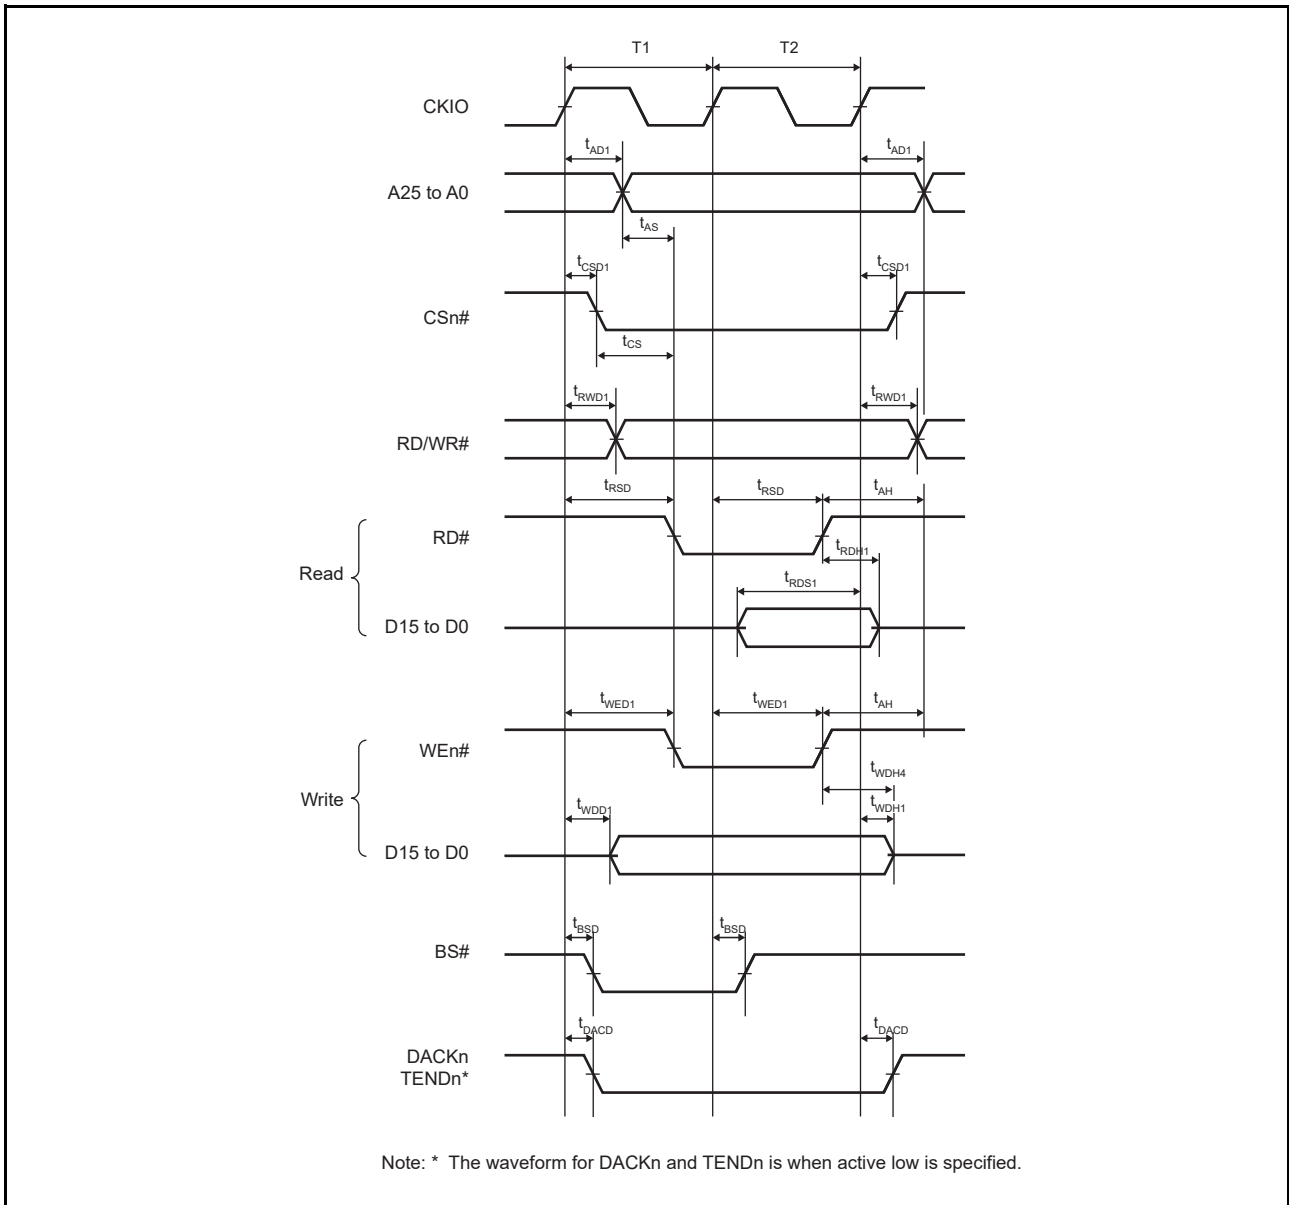 T1 T2
CKIO
tAD1 tAD1
A25 to A0
tAS
tCSD1 tCSD1
CSn#
tCS
tRWD1 tRWD1
RD/WR#
tRSD tRSD tAH
RD#
tRDH1
Read
tRDS1
D15 to D0
tWED1 tWED1 tAH
WEn#
tWDH4
Write
tWDD1 tWDH1
D15 to D0
tBSD tBSD
BS#
tDACD tDACD
DACKn
TENDn*
Note: * The waveform for DACKn and TENDn is when active low is specified.